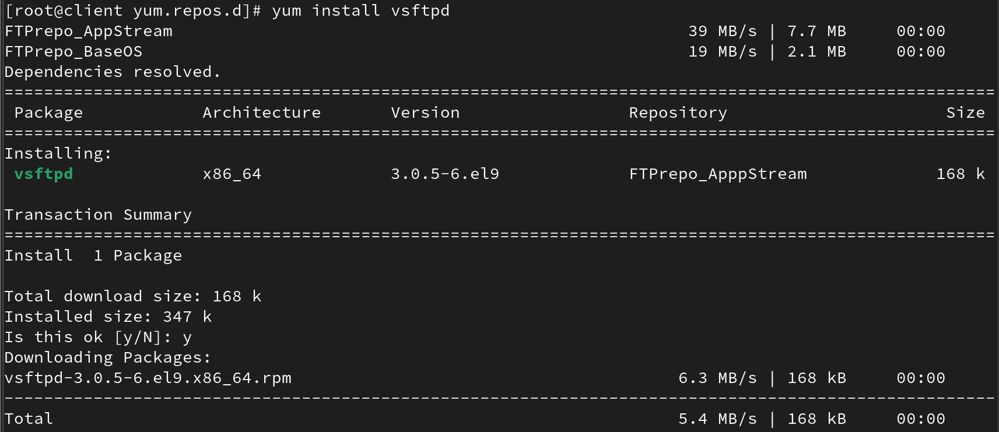 [root@client yum.repos.d]# yum install vsftpd
FTPrepo_AppStream                                                    39 MB/s | 7.7 MB     00:00
FTPrepo_BaseOS                                                       19 MB/s | 2.1 MB     00:00
Dependencies resolved.
====================================================================================================
 Package            Architecture       Version                 Repository                      Size
====================================================================================================
Installing:
 vsftpd             x86_64             3.0.5-6.el9             FTPrepo_ApppStream             168 k
Transaction Summary
====================================================================================================
Install  1 Package
Total download size: 168 k
Installed size: 347 k
Is this ok [y/N]: y
Downloading Packages:
vsftpd-3.0.5-6.el9.x86_64.rpm                                       6.3 MB/s | 168 kB     00:00
----------------------------------------------------------------------------------------------------
Total                                                               5.4 MB/s | 168 kB     00:00